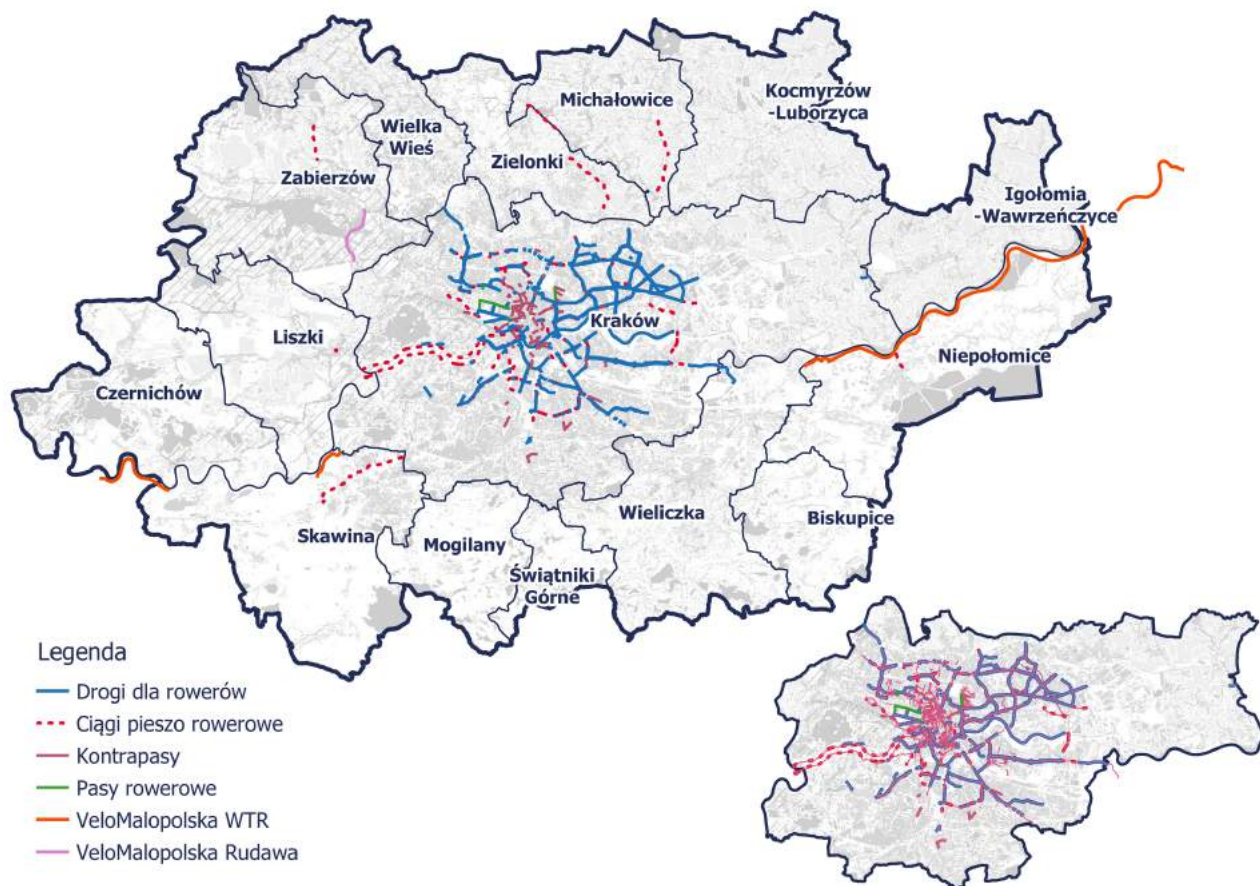 Kocmyrzów
-Luborzyca
Michałowice
Wielka
Wieś
Zielonki
Zabierzów
Igołomia
-Wawrzeńczyce
Kraków
Liszki
Niepołomice
Czernichów
Wieliczka
Biskupice
Skawina
Mogilany
Świątniki
Górne
Legenda
Drogi dla rowerów
Ciągi pieszo rowerowe
Kontrapasy
Pasy rowerowe
VeloMalopolska WTR
VeloMalopolska Rudawa